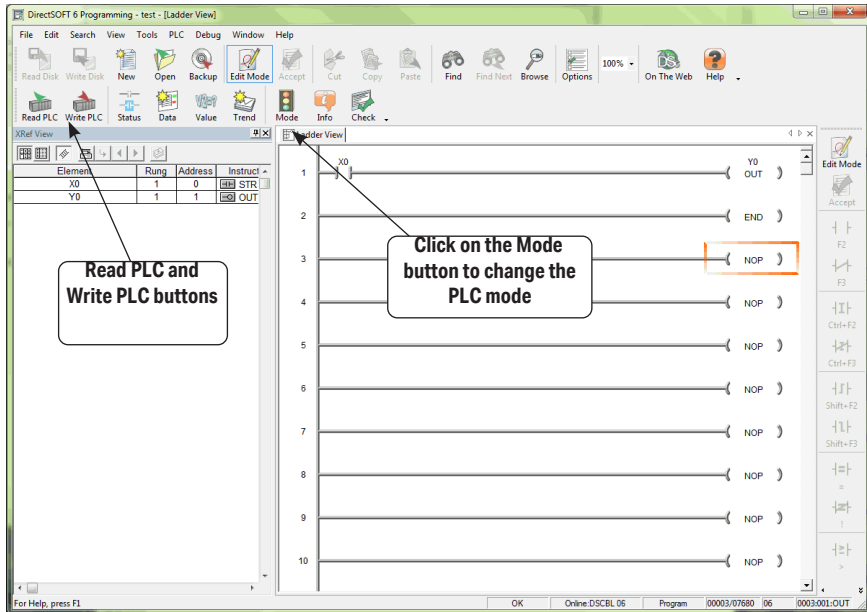 DirectSOFT 6 Programming - test - [Ladder View]
File Edit Search View Tools PLC Debug Window Help
Read Disk Write Disk New Open Backup Edit Mode Accept Cut Copy Paste Find Find Next Browse Options 100% On The Web Help
Read PLC Write PLC Status Data Value Trend Mode Info Check
XRef View
Element Rung Address Instruct
X0 1 0 STR
Y0 1 1 OUT
Read PLC and
Write PLC buttons
Ladder View
1 X0 Y0
OUT
2 END
3 NOP
Click on the Mode
button to change the
PLC mode
4 NOP
5 NOP
6 NOP
7 NOP
8 NOP
9 NOP
10 NOP
Edit Mode
Accept
F2
F3
Ctrl+F2
Ctrl+F3
Shift+F2
Shift+F3
=
!
>
For Help, press F1 OK Online:DSCBL 06 Program 00003/07680 06 0003:001:OUT